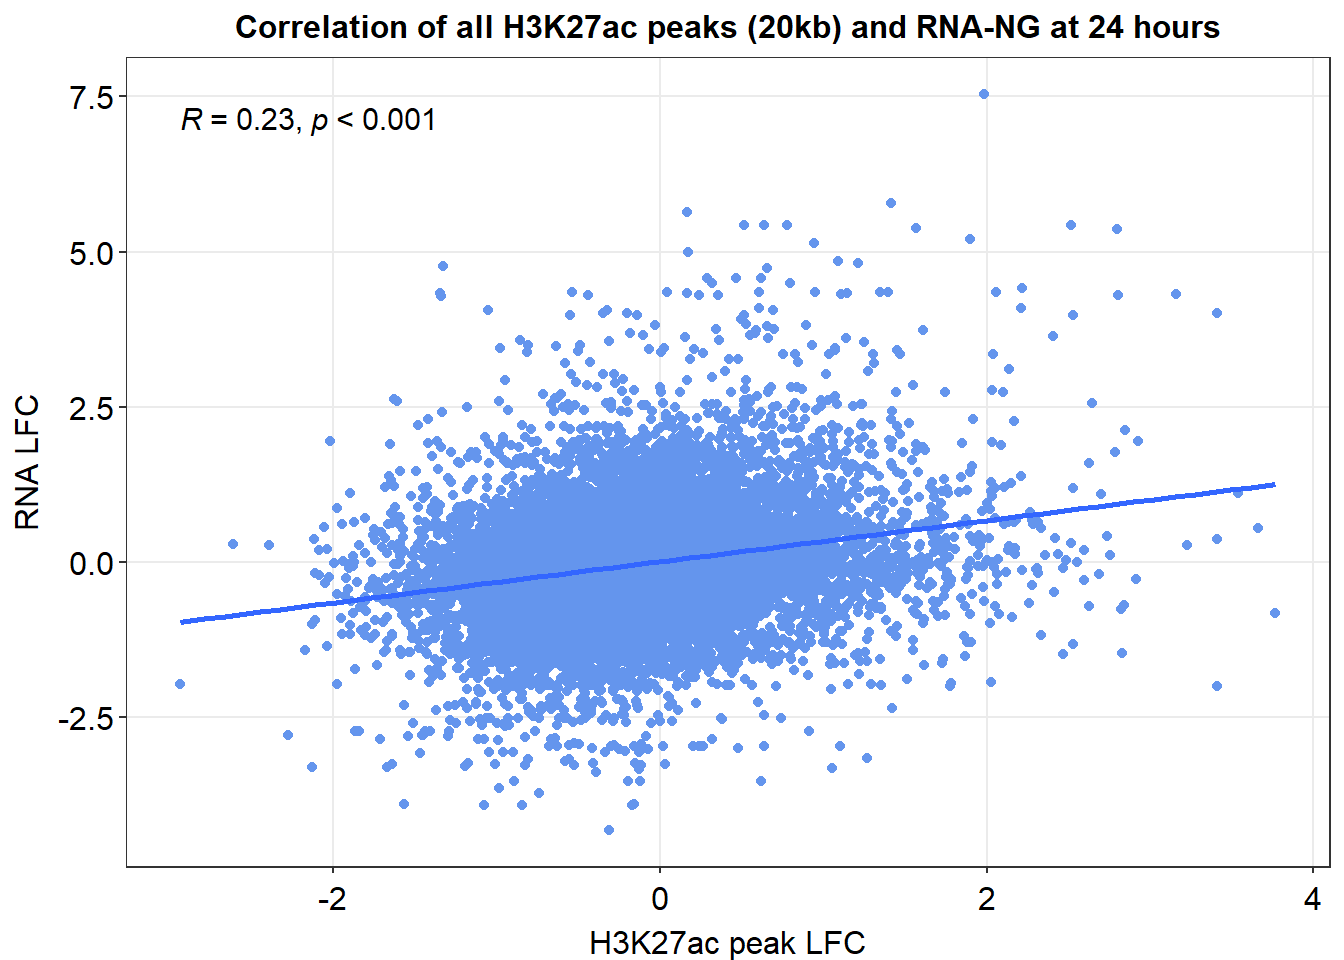 Correlation of all H3K27ac peaks (20kb) and RNA-NG at 24 hours
R = 0.23, p < 0.001
7.5
5.0
2.5
0.0
-2.5
RNA LFC
-2 0 2 4
H3K27ac peak LFC